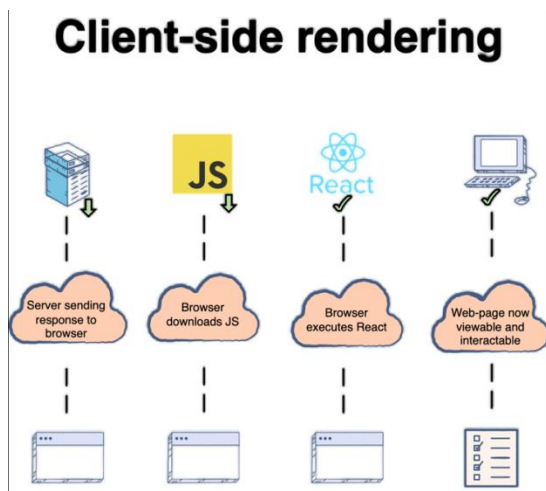 Client-side rendering
JS
React
Server sending
response to
browser
Browser
downloads JS
Browser
executes React
Web-page now
viewable and
interactable